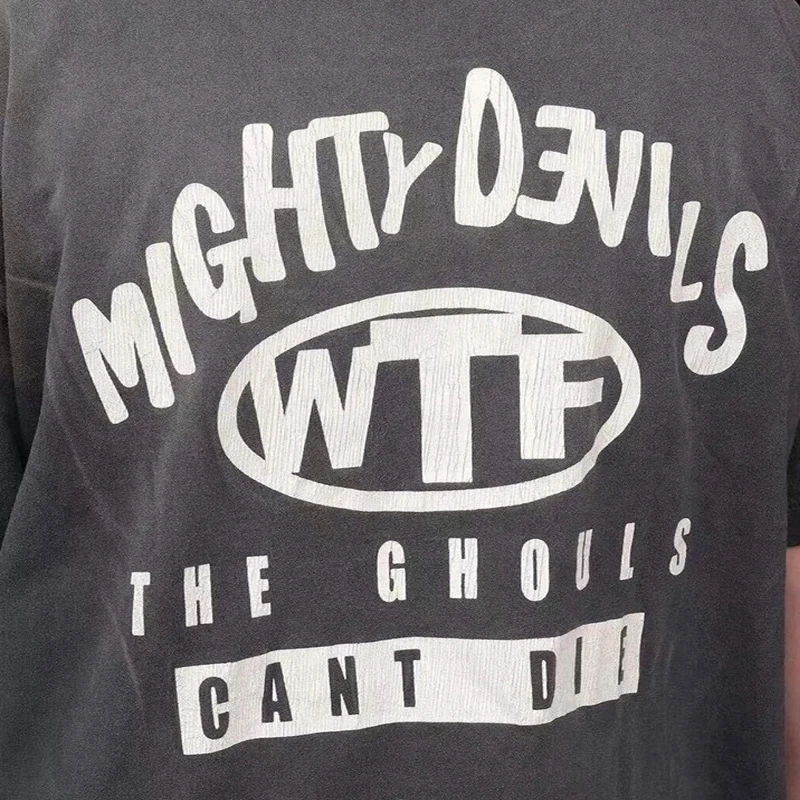 MIGHTY DEVILS
WTF
THE GHOULS
CANT DIE